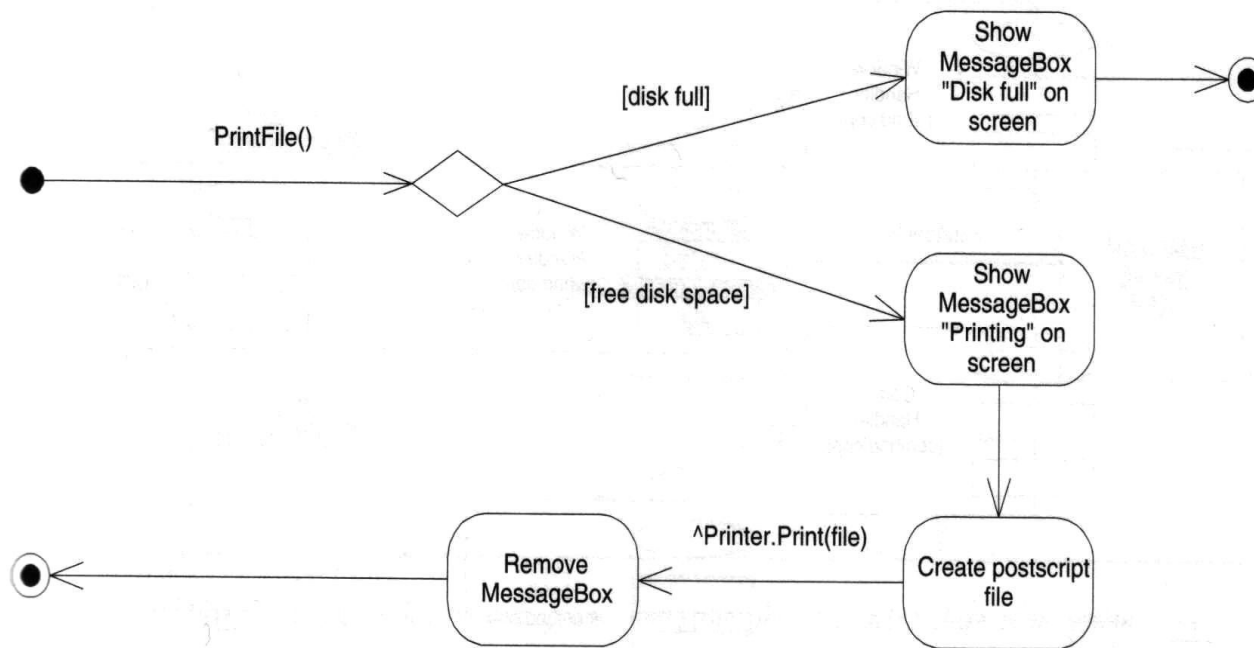 Show
MessageBox
"Disk full" on
screen
[disk full]
PrintFile()
[free disk space]
Show
MessageBox
"Printing" on
screen
^Printer.Print(file)
Remove
MessageBox
Create postscript
file